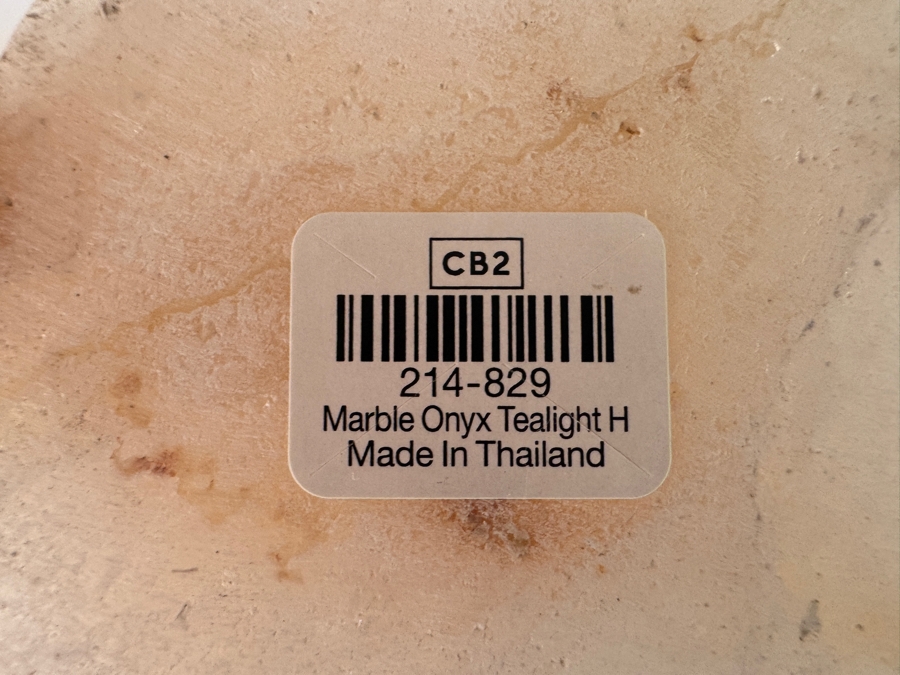 CB2
214-829
Marble Onyx Tealight H
Made In Thailand